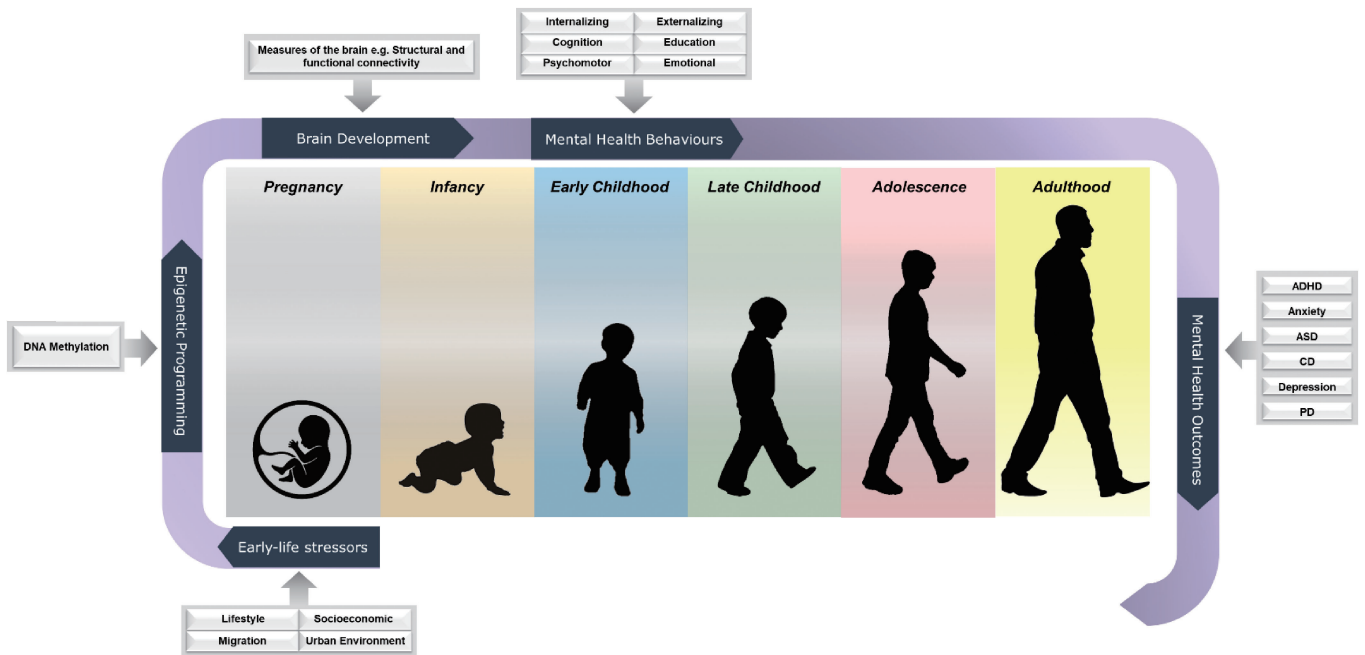 Internalizing
Externalizing
Cognition
Education
Psychomotor
Emotional
Measures of the brain e.g. Structural and
functional connectivity
Brain Development
Mental Health Behaviours
Pregnancy
Infancy
Early Childhood
Late Childhood
Adolescence
Adulthood
Epigenetic Programming
DNA Methylation
Mental Health Outcomes
ADHD
Anxiety
ASD
CD
Depression
PD
Early-life stressors
Lifestyle
Socioeconomic
Migration
Urban Environment